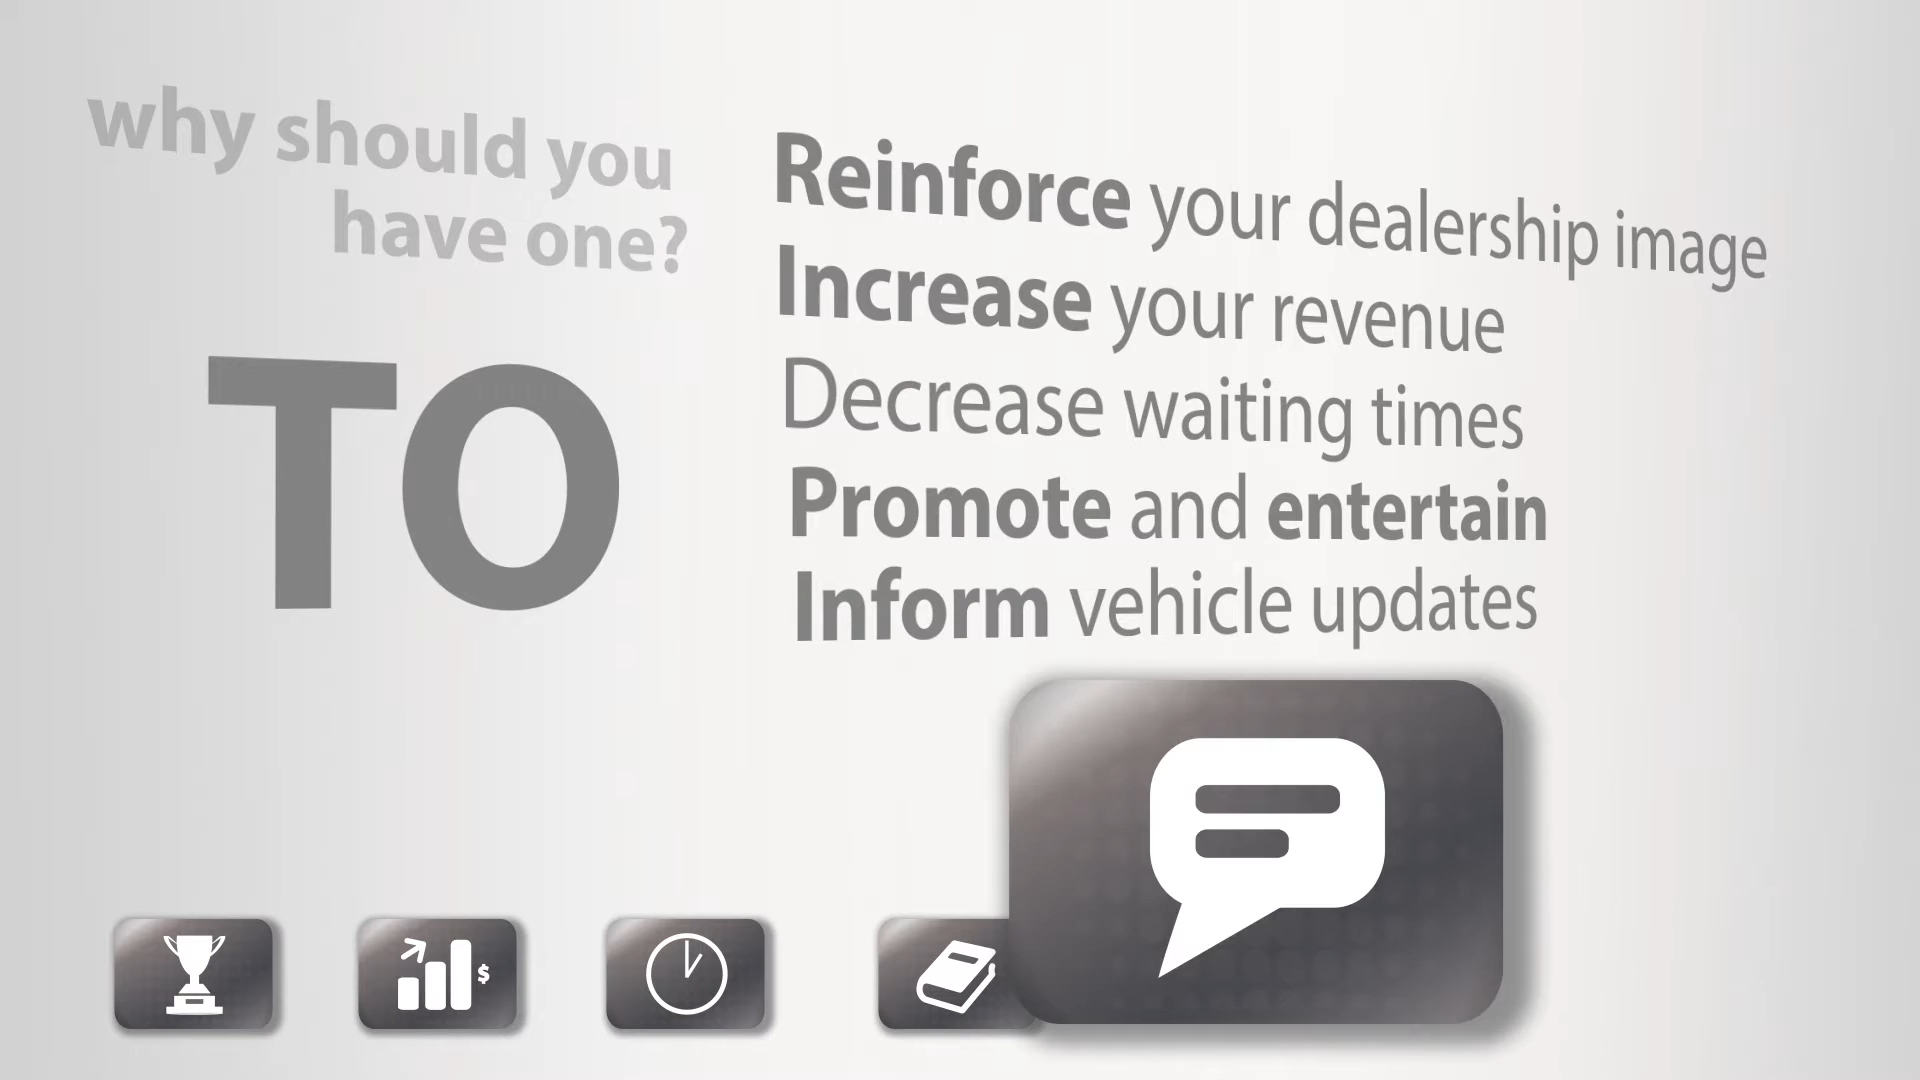 why should you
have one?
TO
Reinforce your dealership image
Increase your revenue
Decrease waiting times
Promote and entertain
Inform vehicle updates
$